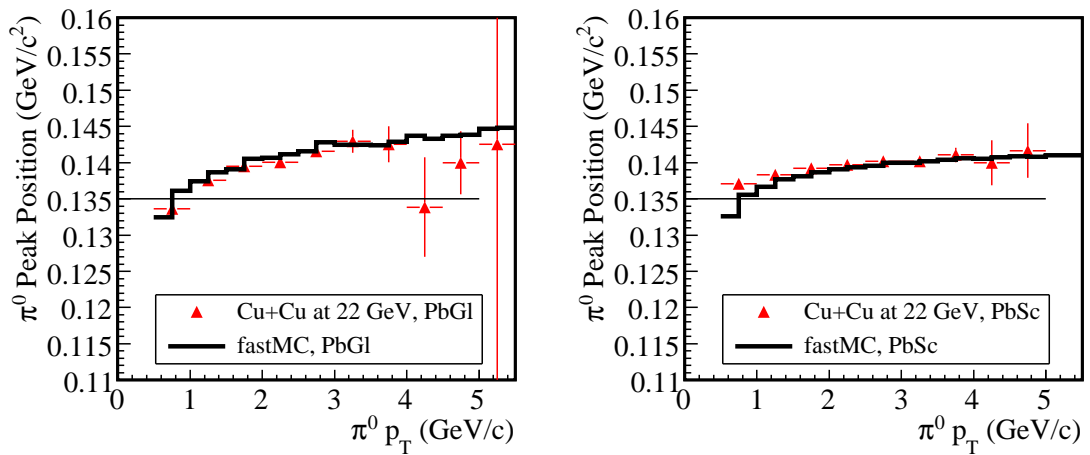 π⁰ Peak Position (GeV/c²)
0.16
0.155
0.15
0.145
0.14
0.135
0.13
0.125
0.12
0.115
0.11
Cu+Cu at 22 GeV, PbGl
fastMC, PbGl
0 1 2 3 4 5
π⁰ p_T (GeV/c)
π⁰ Peak Position (GeV/c²)
0.16
0.155
0.15
0.145
0.14
0.135
0.13
0.125
0.12
0.115
0.11
Cu+Cu at 22 GeV, PbSc
fastMC, PbSc
0 1 2 3 4 5
π⁰ p_T (GeV/c)